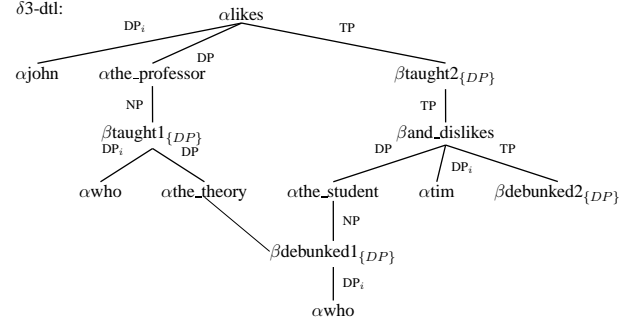 δ3-dtl:
αlikes
DP_i DP TP
αjohn αthe_professor βtaught2_{DP}
NP TP
βtaught1_{DP} βand_dislikes
DP_i DP DP DP_i TP
αwho αthe_theory αthe_student αtim βdebunked2_{DP}
NP
βdebunked1_{DP}
DP_i
αwho